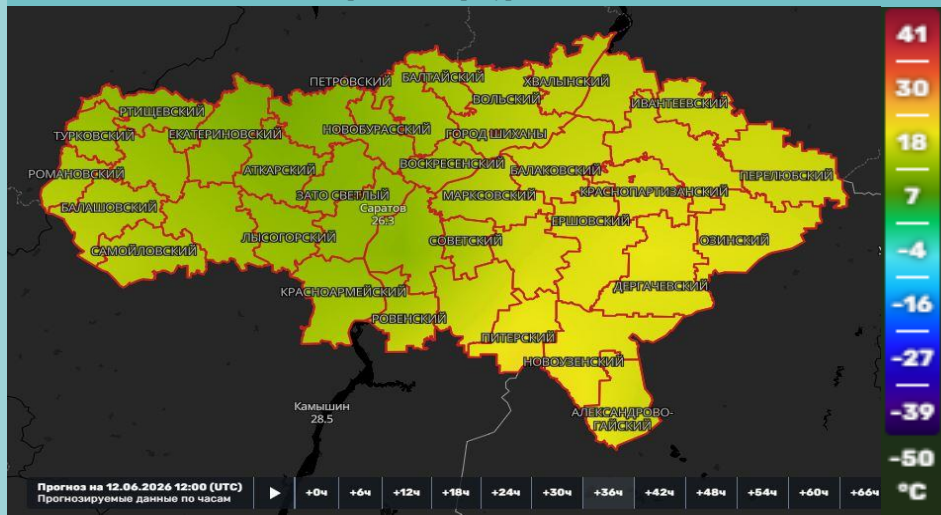 41
30
18
7
-4
-16
-27
-39
-50
°C
ПЕТРОВСКИЙ
БАЛТАЙСКИЙ
ХВАЛЫНСКИЙ
ВОЛЬСКИЙ
ИВАНТЕЕВСКИЙ
РТИЩЕВСКИЙ
ТУРКОВСКИЙ
ЕКАТЕРИНОВСКИЙ
НОВОБУРАССКИЙ
ГОРОД ШИХАНЫ
РОМАНОВСКИЙ
АТКАРСКИЙ
ВОСКРЕСЕНСКИЙ
БАЛАКОВСКИЙ
ПЕРЕЛЮБСКИЙ
ЗАТО СВЕТЛЫЙ
МАРКСОВСКИЙ
КРАСНОПАРТИЗАНСКИЙ
БАЛАШОВСКИЙ
Саратов
26.3
ЕРШОВСКИЙ
ЛЫСОГОРСКИЙ
СОВЕТСКИЙ
ОЗИНСКИЙ
САМОЙЛОВСКИЙ
КРАСНОАРМЕЙСКИЙ
ДЕРГАЧЕВСКИЙ
РОВЕНСКИЙ
ПИТЕРСКИЙ
НОВОУЗЕНСКИЙ
Камышин
28.5
АЛЕКСАНДРОВО-
ГАЙСКИЙ
Прогноз на 12.06.2026 12:00 (UTC)
Прогнозируемые данные по часам
+0ч +6ч +12ч +18ч +24ч +30ч +36ч +42ч +48ч +54ч +60ч +66ч